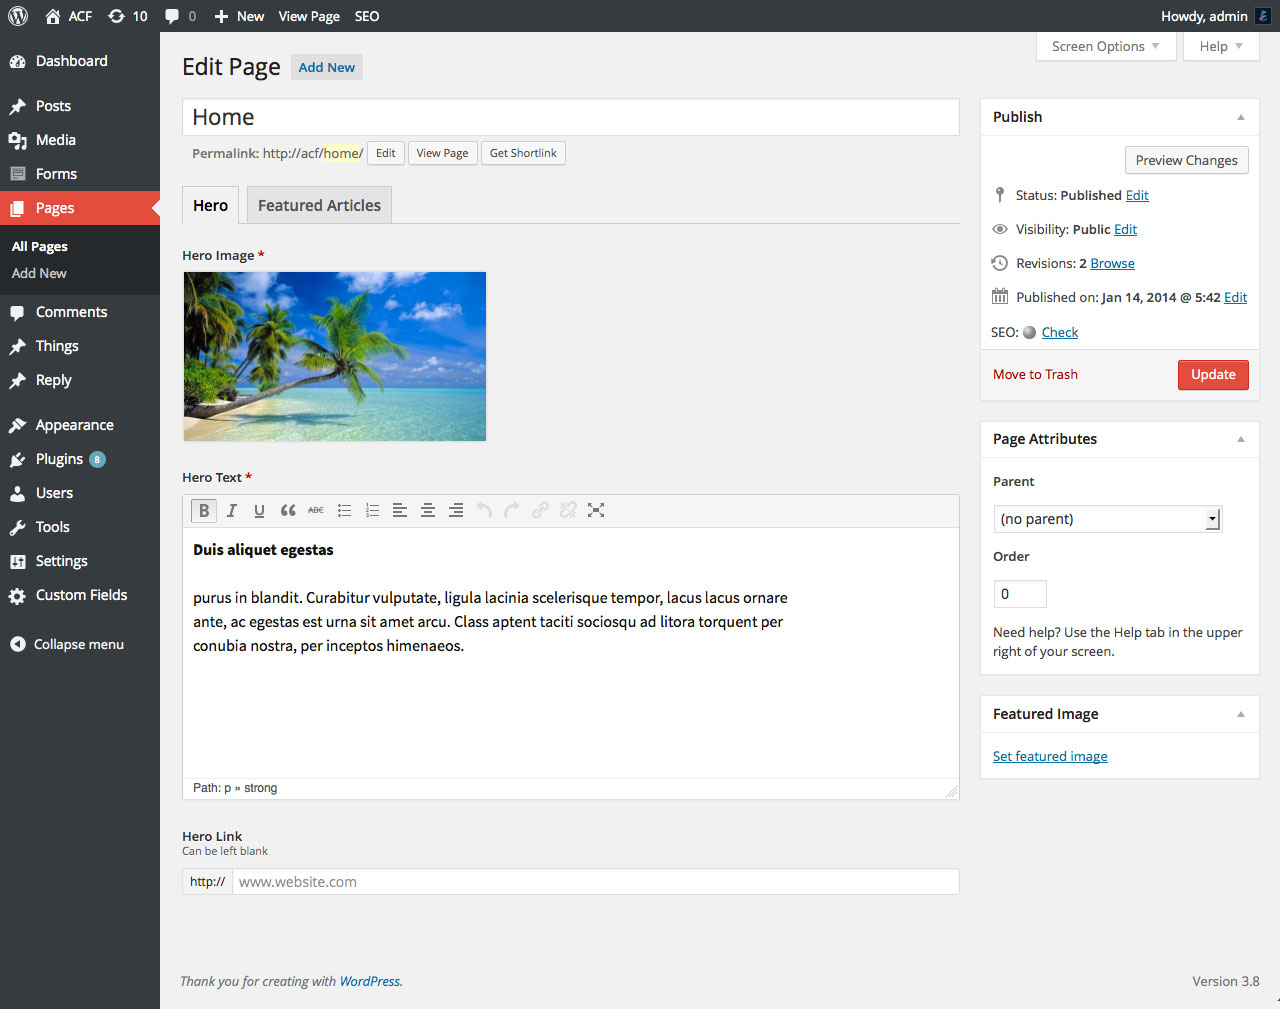 ACF 10 0 New View Page SEO Howdy, admin
Dashboard
Posts
Media
Forms
Pages
All Pages
Add New
Comments
Things
Reply
Appearance
Plugins 8
Users
Tools
Settings
Custom Fields
Collapse menu
Screen Options Help
Edit Page Add New
Home
Permalink: http://acf/home/ Edit View Page Get Shortlink
Hero Featured Articles
Hero Image *
Hero Text *
B I U ABC
Duis aliquet egestas
purus in blandit. Curabitur vulputate, ligula lacinia scelerisque tempor, lacus lacus ornare
ante, ac egestas est urna sit amet arcu. Class aptent taciti sociosqu ad litora torquent per
conubia nostra, per inceptos himenaeos.
Path: p » strong
Hero Link
Can be left blank
http:// www.website.com
Publish
Preview Changes
Status: Published Edit
Visibility: Public Edit
Revisions: 2 Browse
Published on: Jan 14, 2014 @ 5:42 Edit
SEO: Check
Move to Trash Update
Page Attributes
Parent
(no parent)
Order
0
Need help? Use the Help tab in the upper
right of your screen.
Featured Image
Set featured image
Thank you for creating with WordPress.
Version 3.8